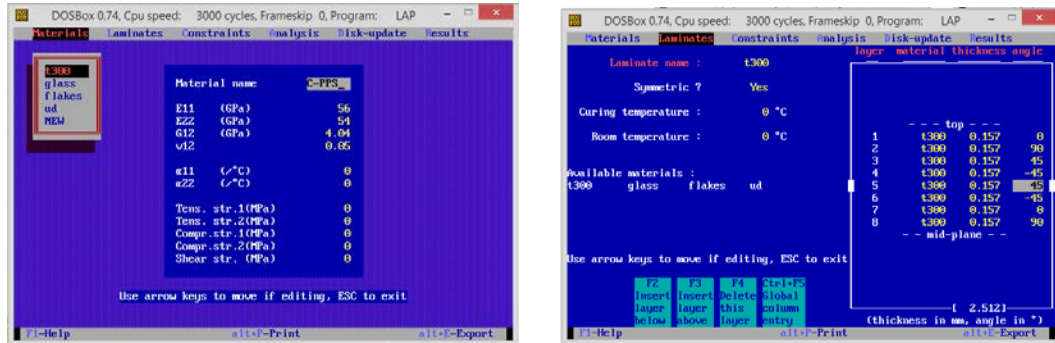 DOSBox 0.74, Cpu speed: 3000 cycles, Frameskip 0, Program: LAP
Materials Laminates Constraints Analysis Disk-update Results
t300
glass
flakes
ud
NEW
Material name C-PPS_
E11 (GPa) 56
E22 (GPa) 54
G12 (GPa) 4.04
υ12 0.05
α11 (/°C) 0
α22 (/°C) 0
Tens. str.1(MPa) 0
Tens. str.2(MPa) 0
Compr.str.1(MPa) 0
Compr.str.2(MPa) 0
Shear str. (MPa) 0
Use arrow keys to move if editing, ESC to exit
F1-Help alt+P-Print alt+E-Export
DOSBox 0.74, Cpu speed: 3000 cycles, Frameskip 0, Program: LAP
Materials Laminates Constraints Analysis Disk-update Results
Laminate name : t300
Symmetric ? Yes
Curing temperature : 0 °C
Room temperature : 0 °C
Available materials :
t300 glass flakes ud
Use arrow keys to move if editing, ESC to exit
F2 F3 F4 Ctrl+F5
Insert Insert Delete Global
layer layer this column
below above layer entry
layer material thickness angle
- - - top - - -
1 t300 0.157 0
2 t300 0.157 90
3 t300 0.157 45
4 t300 0.157 -45
5 t300 0.157 45
6 t300 0.157 -45
7 t300 0.157 0
8 t300 0.157 90
- - mid-plane - -
[ 2.512]
(thickness in mm, angle in °)
F1-Help alt+P-Print alt+E-Export